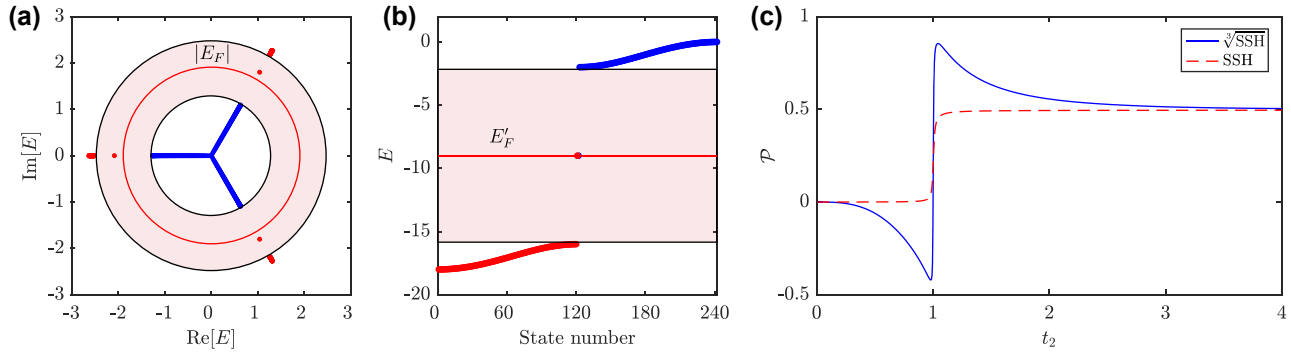 (a)
3
2
1
0
-1
-2
-3
Im[E]
|E_F|
-3 -2 -1 0 1 2 3
Re[E]
(b)
0
-5
-10
-15
-20
E
E'_F
0 60 120 180 240
State number
(c)
1
0.5
0
-0.5
𝒫
∛SSH
SSH
0 1 2 3 4
t₂